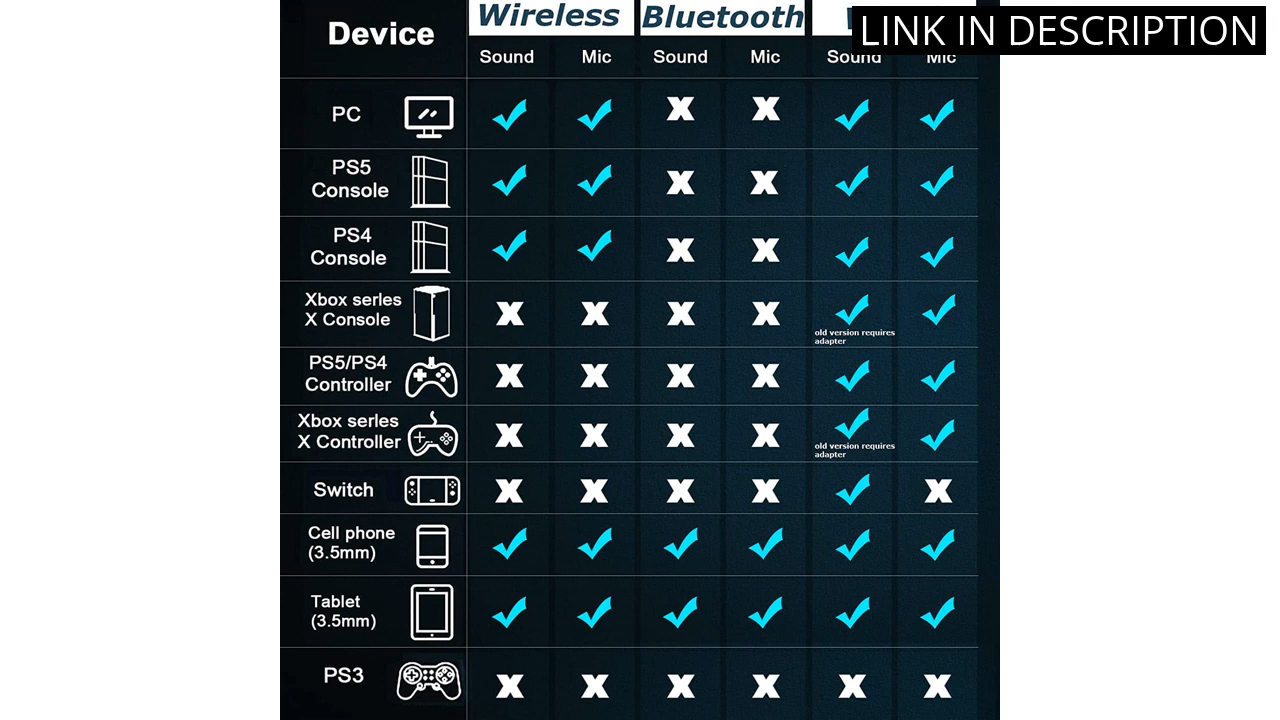 LINK IN DESCRIPTION
Device Wireless Bluetooth
Sound Mic Sound Mic Sound Mic
PC X X
PS5
Console X X
PS4
Console X X
Xbox serles
X Console X X X X
old version requires
adapter
PS5/PS4
Controller X X X X
Xbox serles
X Controller X X X X
old version requires
adapter
Switch X X X X X
Cell phone
(3.5mm)
Tablet
(3.5mm)
PS3 X X X X X X